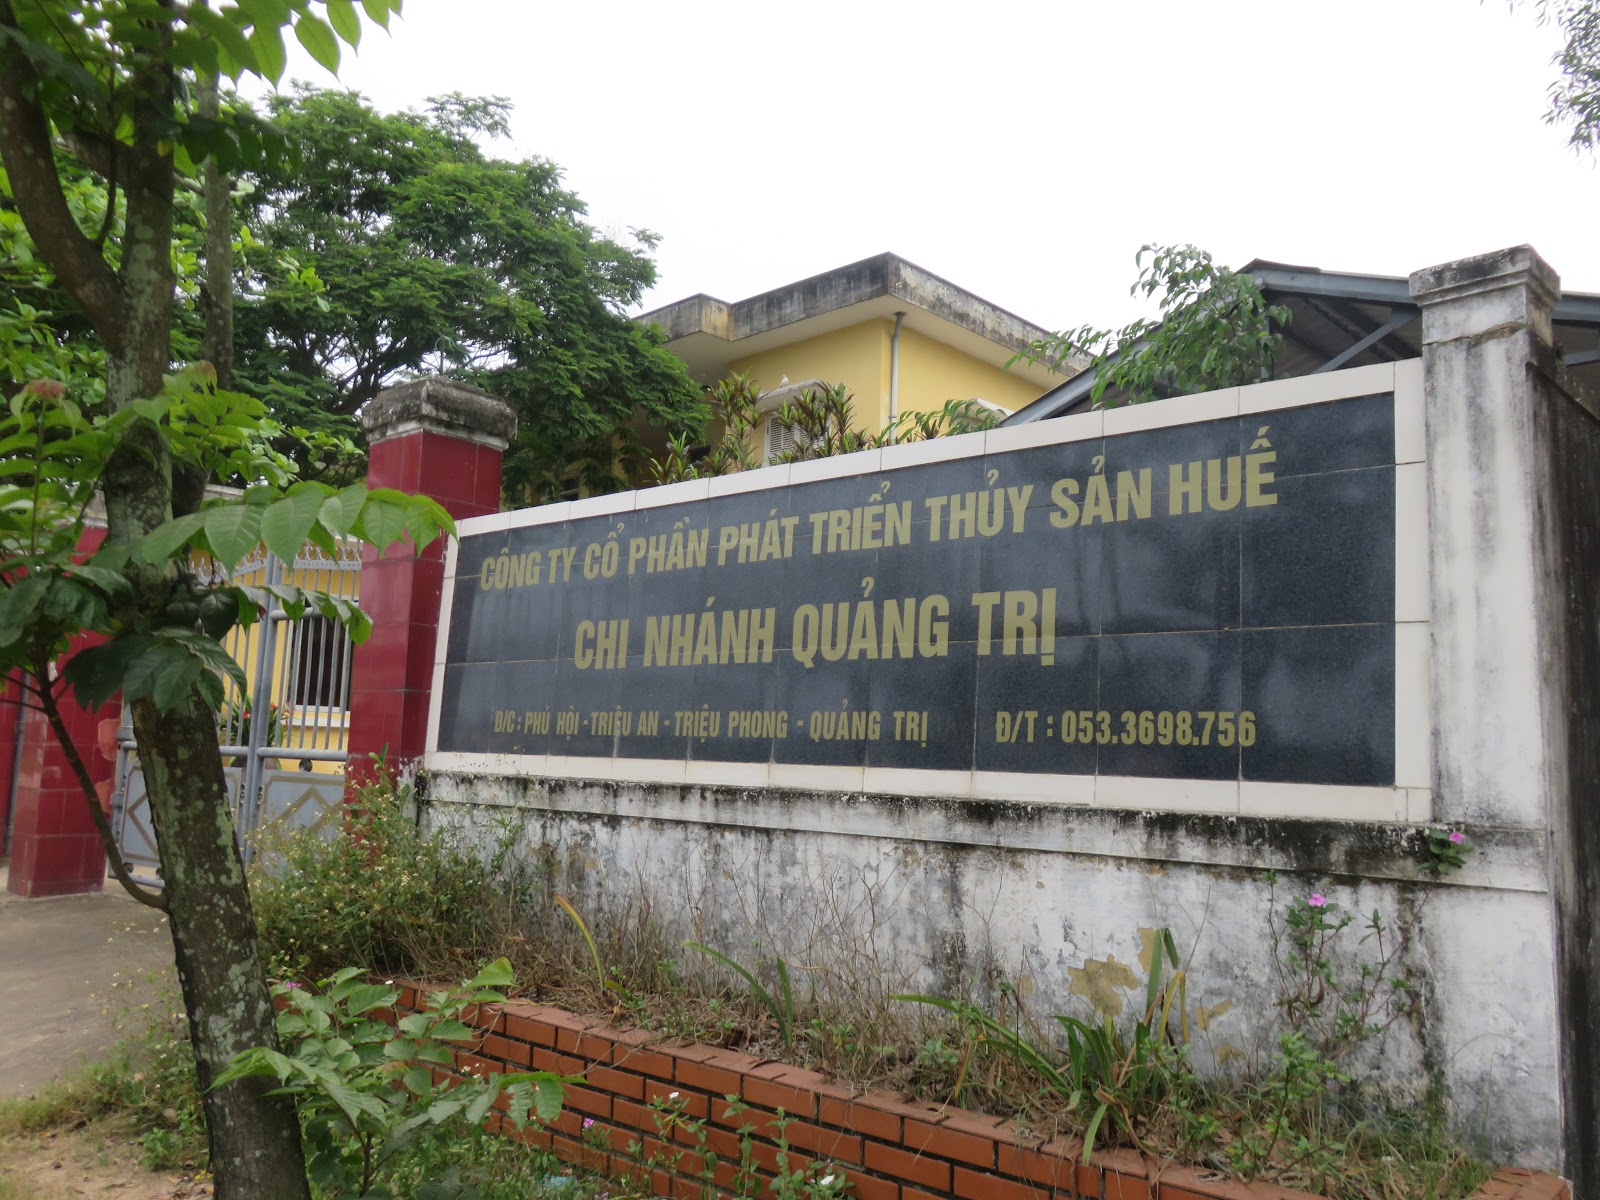 CÔNG TY CỔ PHẦN PHÁT TRIỂN THỦY SẢN HUẾ
CHI NHÁNH QUẢNG TRỊ
Đ/C : PHÚ HỘI - TRIỆU AN - TRIỆU PHONG - QUẢNG TRỊ Đ/T : 053.3698.756